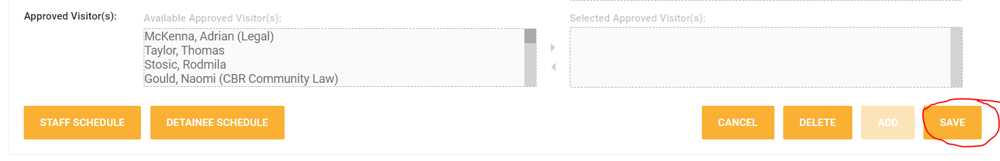 Approved Visitor(s):
Available Approved Visitor(s):
Selected Approved Visitor(s):
McKenna, Adrian (Legal)
Taylor, Thomas
Stosic, Rodmila
Gould, Naomi (CBR Community Law)
STAFF SCHEDULE
DETAINEE SCHEDULE
CANCEL
DELETE
ADD
SAVE